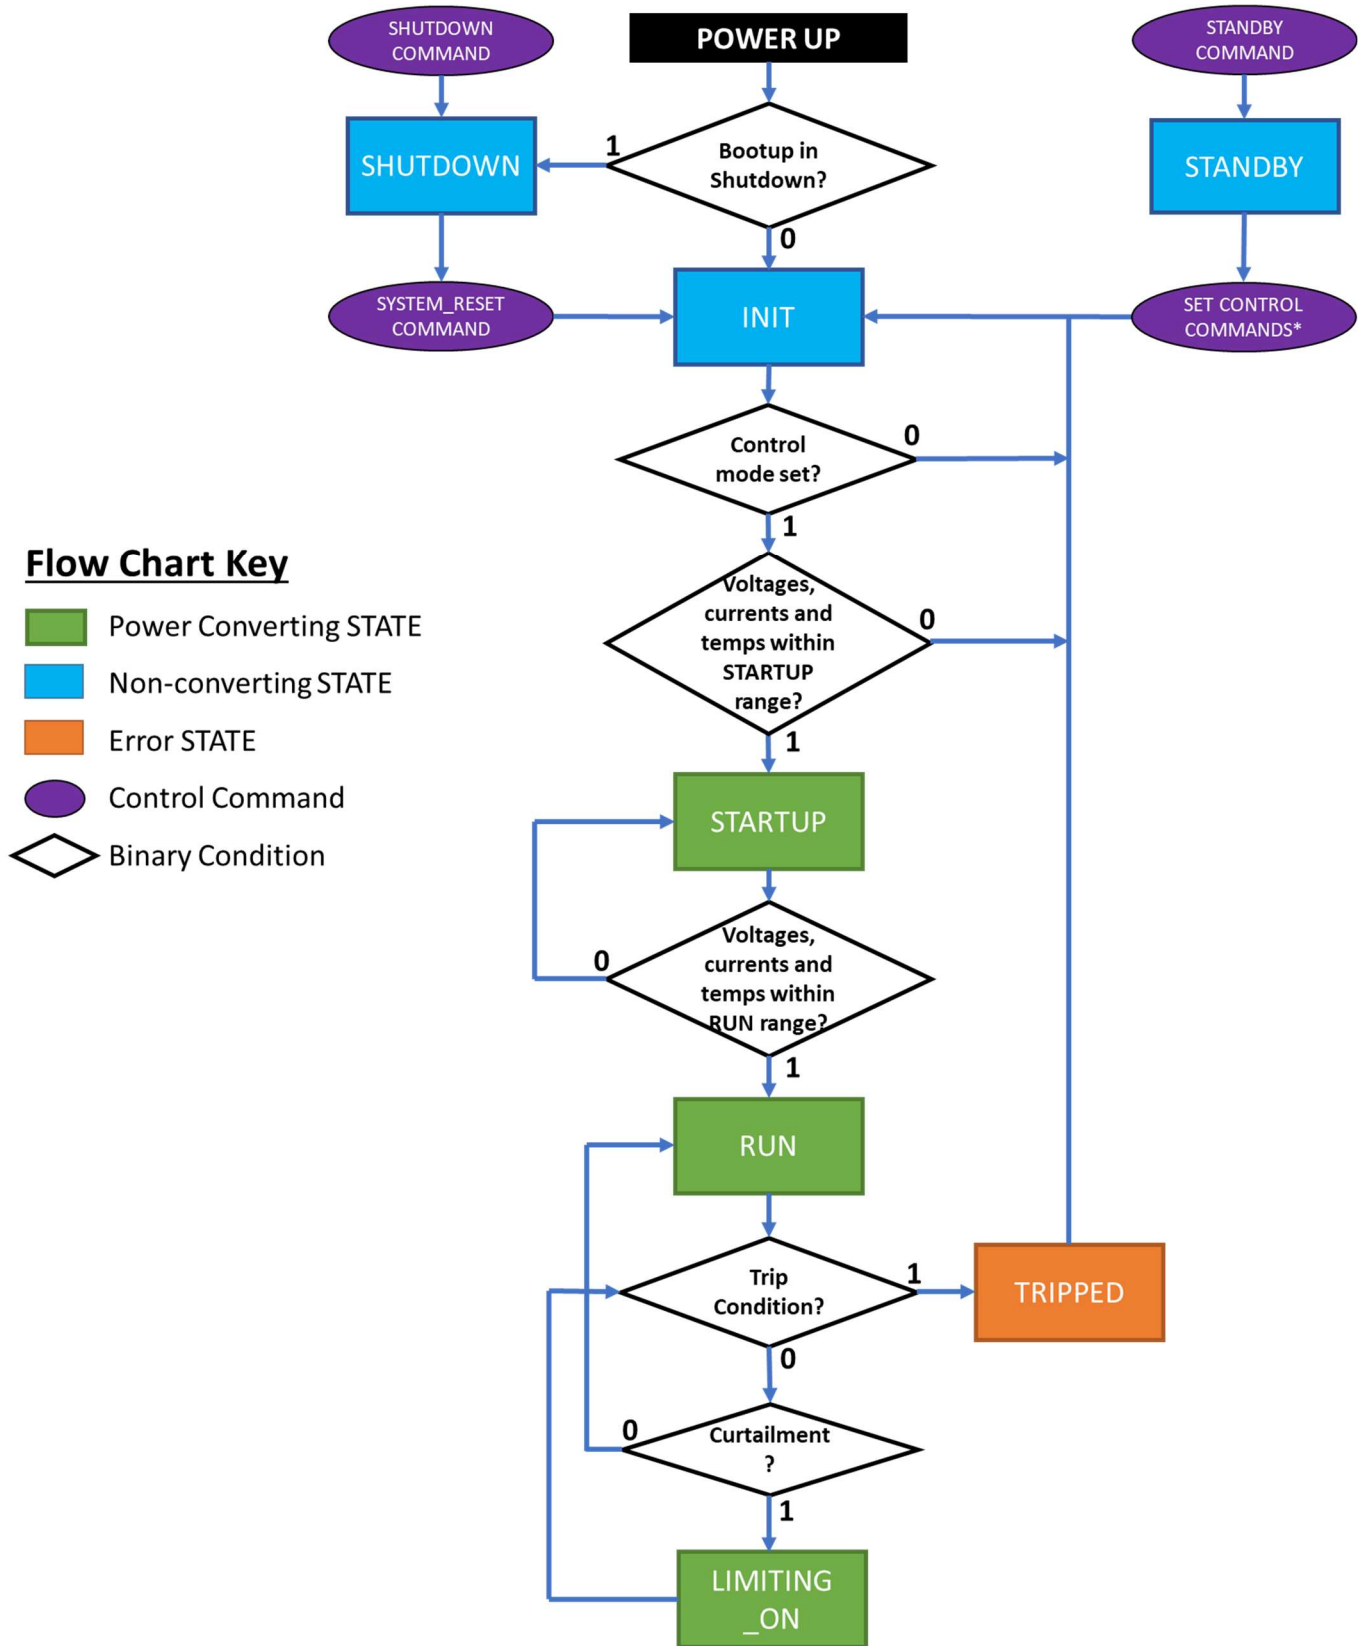 SHUTDOWN
COMMAND
POWER UP
STANDBY
COMMAND
SHUTDOWN
1
Bootup in
Shutdown?
STANDBY
0
SYSTEM_RESET
COMMAND
INIT
SET CONTROL
COMMANDS*
Control
mode set?
0
1
Flow Chart Key
Power Converting STATE
Non-converting STATE
Error STATE
Control Command
Binary Condition
Voltages,
currents and
temps within
STARTUP
range?
0
1
STARTUP
Voltages,
currents and
temps within
RUN range?
0
1
RUN
Trip
Condition?
1
TRIPPED
0
Curtailment
?
0
1
LIMITING
_ON